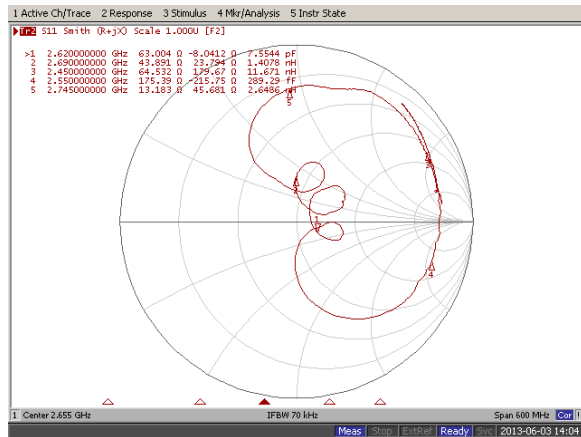 1 Active Ch/Trace 2 Response 3 Stimulus 4 Mkr/Analysis 5 Instr State
Tr2 S11 Smith (R+jX) Scale 1.000U [F2]
>1 2.620000000 GHz 63.004 Ω -8.0412 Ω 7.5544 pF
2 2.690000000 GHz 43.891 Ω 23.794 Ω 1.4078 nH
3 2.450000000 GHz 64.532 Ω 179.67 Ω 11.671 nH
4 2.550000000 GHz 175.39 Ω -215.75 Ω 289.29 fF
5 2.745000000 GHz 13.183 Ω 45.681 Ω 2.6486 nH
5
3
2
1
4
1 Center 2.655 GHz IFBW 70 kHz Span 600 MHz Cor !
Meas Stop ExtRef Ready Svc 2013-06-03 14:04